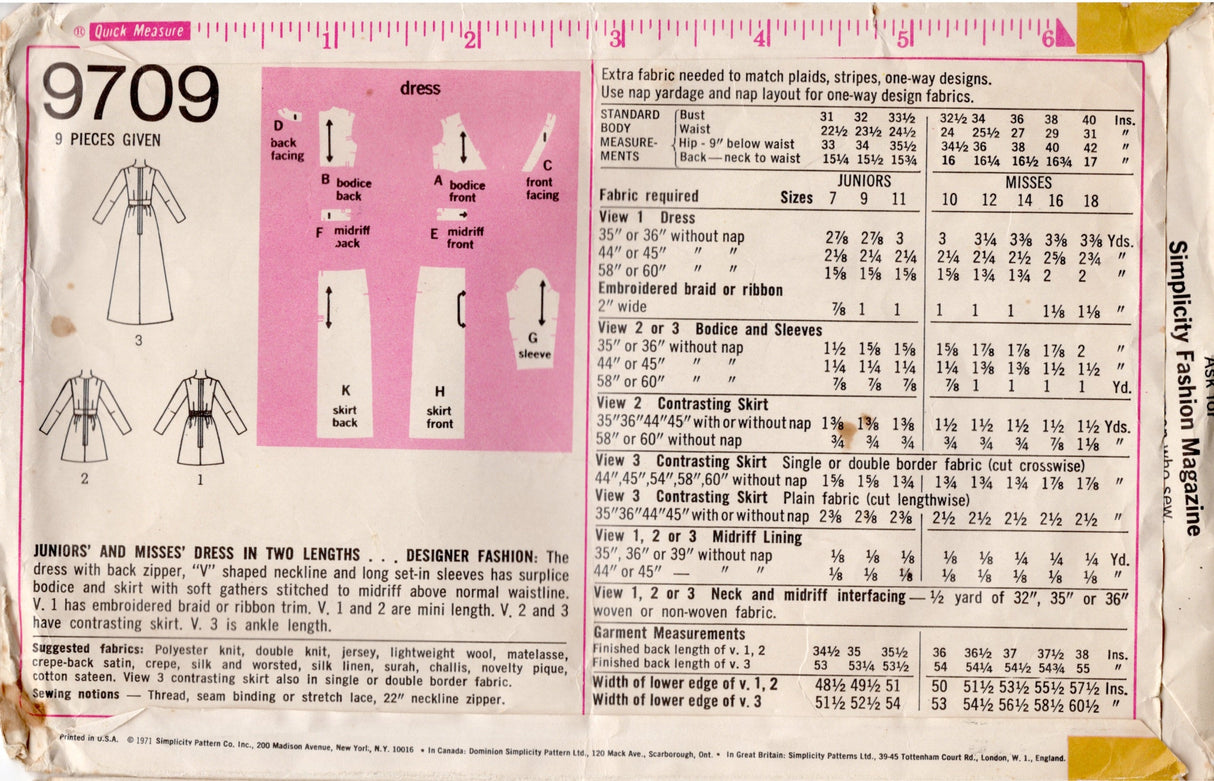 ® Quick Measure 1 2 3 4 5 6
9709
9 PIECES GIVEN
3
2
1
dress
D
back
facing
B bodice
back
A bodice
front
C
front
facing
F midriff
back
E midriff
front
K
skirt
back
H
skirt
front
G
sleeve
JUNIORS' AND MISSES' DRESS IN TWO LENGTHS . . . DESIGNER FASHION: The
dress with back zipper, "V" shaped neckline and long set-in sleeves has surplice
bodice and skirt with soft gathers stitched to midriff above normal waistline.
V. 1 has embroidered braid or ribbon trim. V. 1 and 2 are mini length. V. 2 and 3
have contrasting skirt. V. 3 is ankle length.
Suggested fabrics: Polyester knit, double knit, jersey, lightweight wool, matelasse,
crepe-back satin, crepe, silk and worsted, silk linen, surah, challis, novelty pique,
cotton sateen. View 3 contrasting skirt also in single or double border fabric.
Sewing notions — Thread, seam binding or stretch lace, 22" neckline zipper.
Extra fabric needed to match plaids, stripes, one-way designs.
Use nap yardage and nap layout for one-way design fabrics.
STANDARD BODY MEASURE-MENTS
Bust 31 32 33½ 32½ 34 36 38 40 Ins.
Waist 22½ 23½ 24½ 24 25½ 27 29 31 "
Hip - 9" below waist 33 34 35½ 34½ 36 38 40 42 "
Back — neck to waist 15¼ 15½ 15¾ 16 16¼ 16½ 16¾ 17 "
JUNIORS MISSES
Fabric required Sizes 7 9 11 10 12 14 16 18
View 1 Dress
35" or 36" without nap 2⅞ 2⅞ 3 3 3¼ 3⅜ 3⅜ 3⅜ Yds.
44" or 45" " " 2⅛ 2¼ 2¼ 2¼ 2¼ 2½ 2⅝ 2¾ "
58" or 60" " " 1⅝ 1⅝ 1⅝ 1⅝ 1¾ 1¾ 2 2 "
Embroidered braid or ribbon
2" wide ⅞ 1 1 1 1 1 1⅛ 1⅛ "
View 2 or 3 Bodice and Sleeves
35" or 36" without nap 1½ 1⅝ 1⅝ 1⅝ 1⅞ 1⅞ 1⅞ 2 "
44" or 45" " " 1¼ 1¼ 1¼ 1¼ 1⅜ 1⅜ 1½ 1½ "
58" or 60" " " ⅞ ⅞ ⅞ ⅞ 1 1 1 1 Yd.
View 2 Contrasting Skirt
35"36"44"45" with or without nap 1⅜ 1⅜ 1⅜ 1½ 1½ 1½ 1½ 1½ Yds.
58" or 60" without nap ¾ ¾ ¾ ¾ ¾ ¾ ⅞ 1⅛ "
View 3 Contrasting Skirt Single or double border fabric (cut crosswise)
44",45",54",58",60" without nap 1⅝ 1⅝ 1¾ 1¾ 1¾ 1¾ 1⅞ 1⅞ "
View 3 Contrasting Skirt Plain fabric (cut lengthwise)
35"36"44"45" with or without nap 2⅜ 2⅜ 2⅜ 2½ 2½ 2½ 2½ 2½ "
View 1, 2 or 3 Midriff Lining
35", 36" or 39" without nap ⅛ ⅛ ⅛ ⅛ ⅛ ¼ ¼ ¼ Yd.
44" or 45" — " " ⅛ ⅛ ⅛ ⅛ ⅛ ⅛ ⅛ ⅛ "
View 1, 2 or 3 Neck and midriff interfacing — ½ yard of 32", 35" or 36"
woven or non-woven fabric.
Garment Measurements
Finished back length of v. 1, 2 34½ 35 35½ 36 36½ 37 37½ 38 Ins.
Finished back length of v. 3 53 53¼ 53½ 54 54¼ 54½ 54¾ 55 "
Width of lower edge of v. 1, 2 48½ 49½ 51 50 51½ 53½ 55½ 57½ Ins.
Width of lower edge of v. 3 51½ 52½ 54 53 54½ 56½ 58½ 60½ "
Ask for
Simplicity Fashion Magazine
who sew.
Printed in U.S.A. © 1971 Simplicity Pattern Co. Inc., 200 Madison Avenue, New York, N.Y. 10016 • In Canada: Dominion Simplicity Pattern Ltd., 120 Mack Ave., Scarborough, Ont. • In Great Britain: Simplicity Patterns Ltd., 39-45 Tottenham Court Rd., London, W. 1., England.